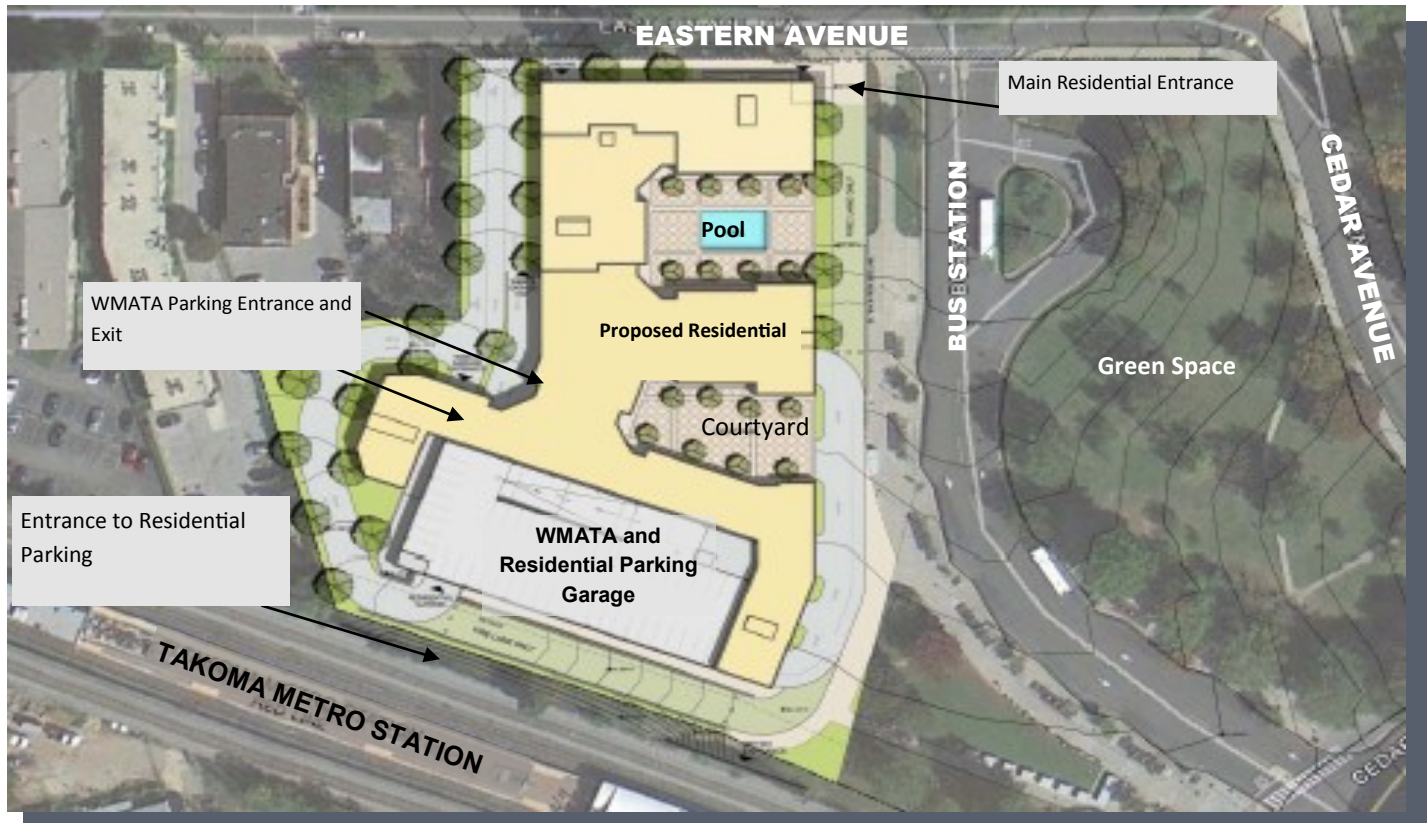 EASTERN AVENUE
Main Residential Entrance
CEDAR AVENUE
BUS STATION
Pool
WMATA Parking Entrance and
Exit
Proposed Residential
Green Space
Courtyard
Entrance to Residential
Parking
WMATA and
Residential Parking
Garage
TAKOMA METRO STATION